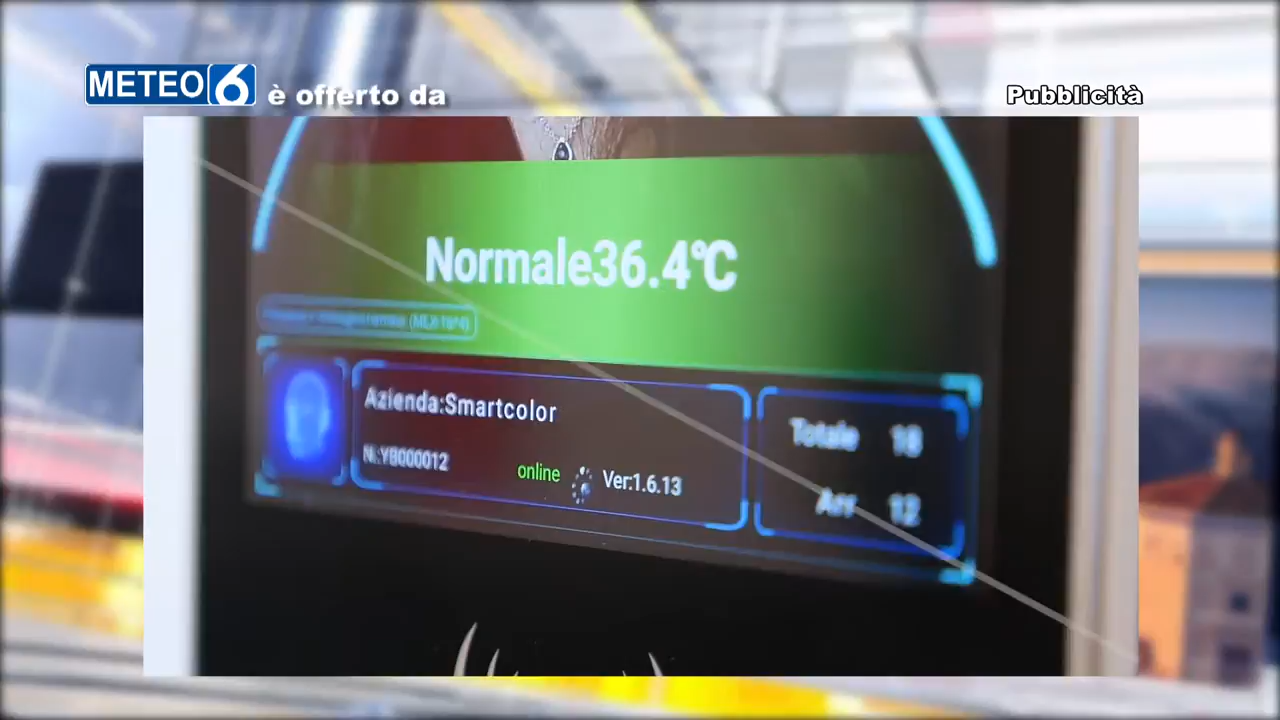 METEO 6 è offerto da
Pubblicità
Normale36.4℃
Azienda:Smartcolor
N.:YB000012
online Ver:1.6.13
Totale 18
Arr 12